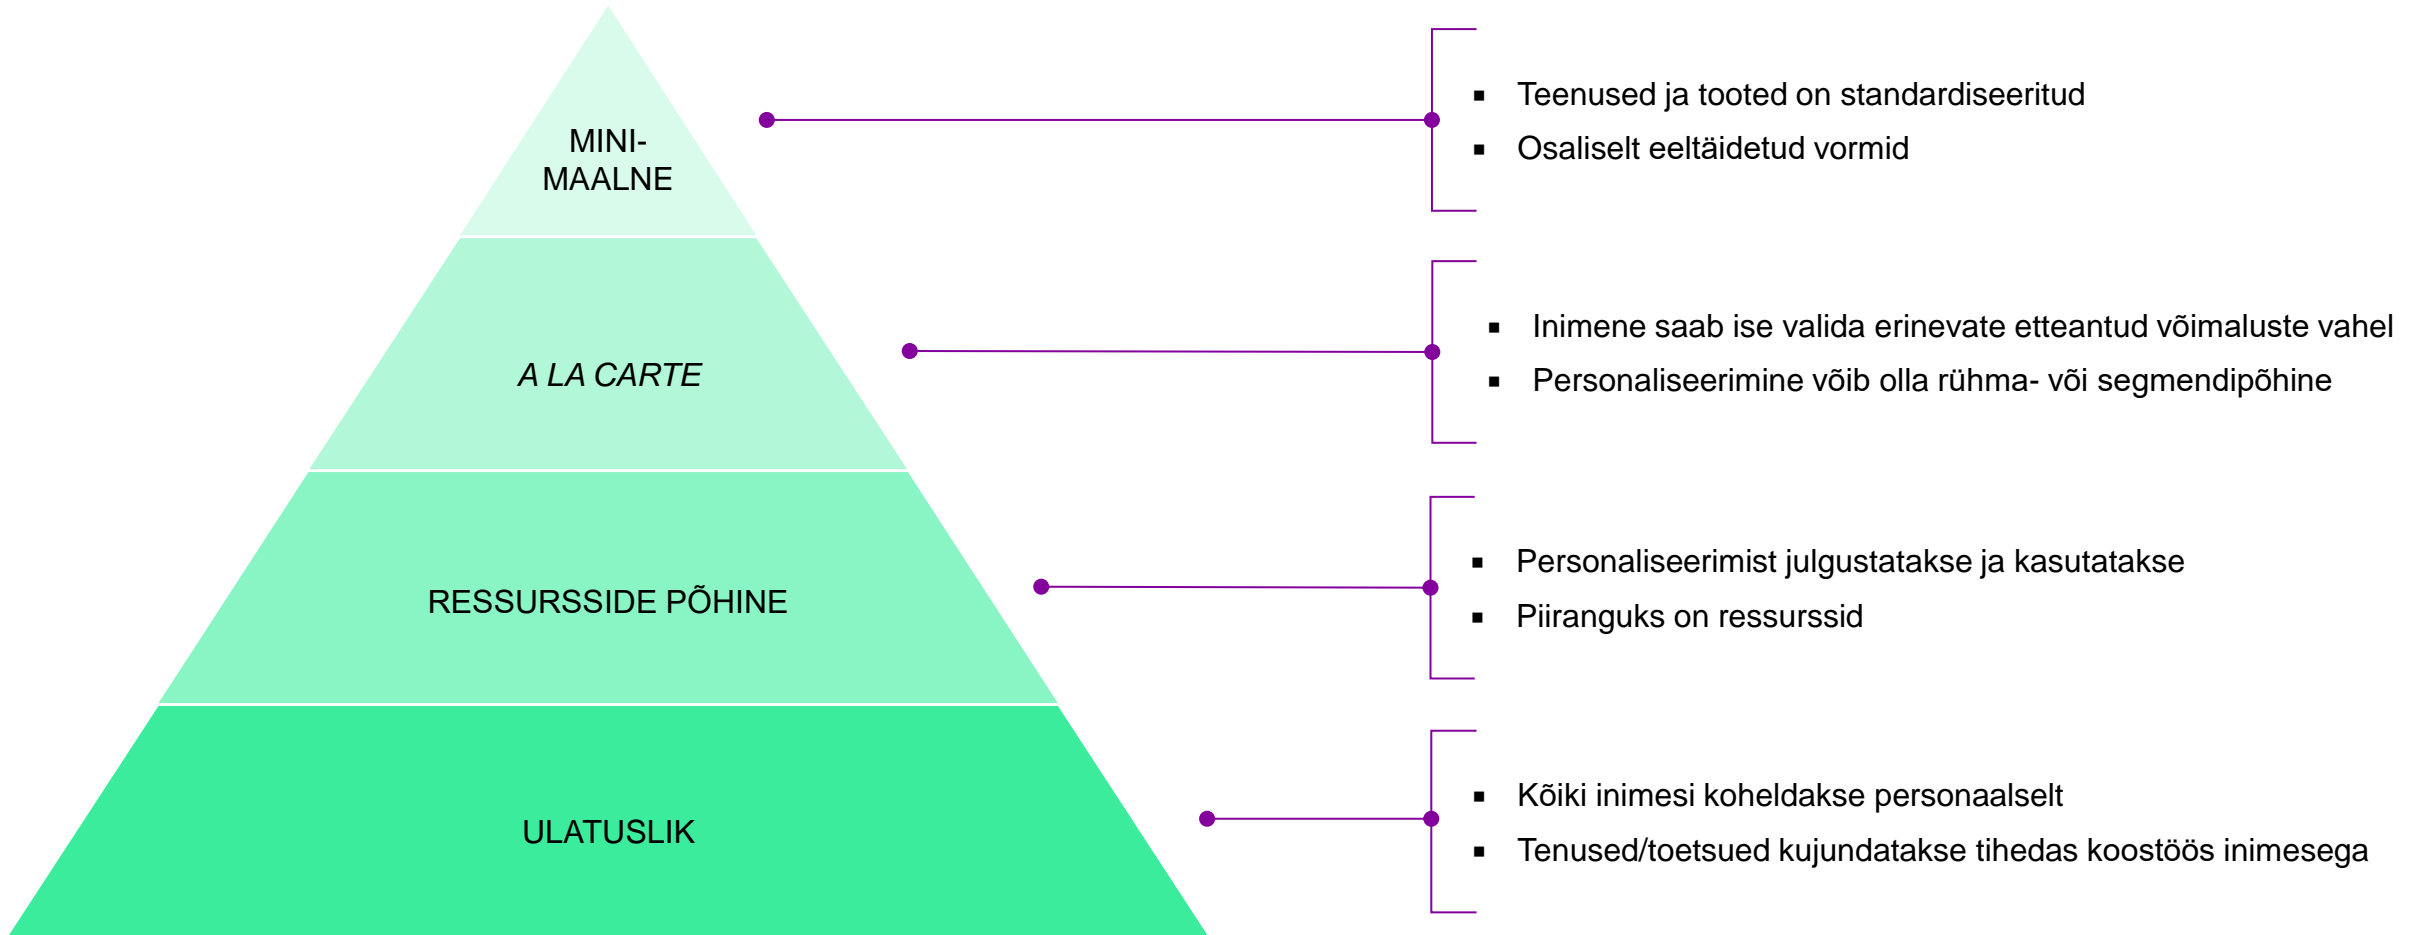 MINI-
MAALNE
Teenused ja tooted on standardiseeritud
Osaliselt eeltäidetud vormid
A LA CARTE
Inimene saab ise valida erinevate etteantud võimaluste vahel
Personaliseerimine võib olla rühma- või segmendipõhine
RESSURSSIDE PÕHINE
Personaliseerimist julgustatakse ja kasutatakse
Piiranguks on ressurssid
ULATUSLIK
Kõiki inimesi koheldakse personaalselt
Tenused/toetsued kujundatakse tihedas koostöös inimesega